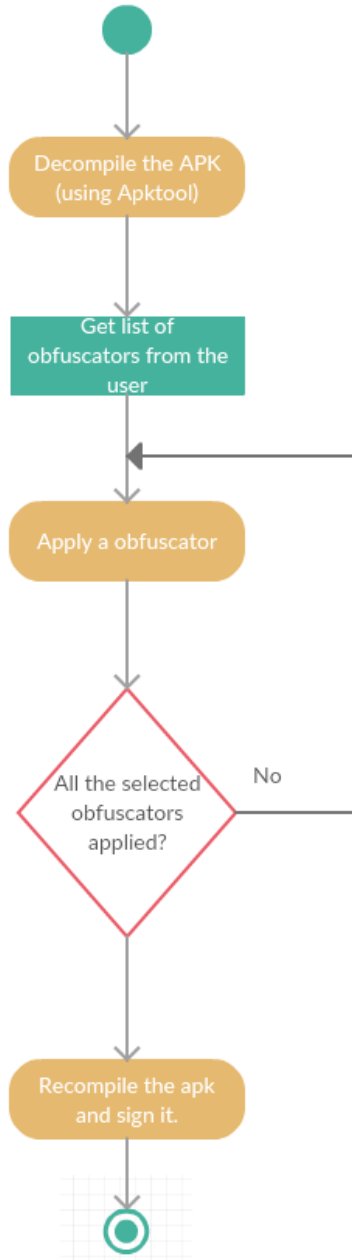 Decompile the APK
(using Apktool)
Get list of
obfuscators from the
user
Apply a obfuscator
All the selected
obfuscators
applied?
No
Recompile the apk
and sign it.